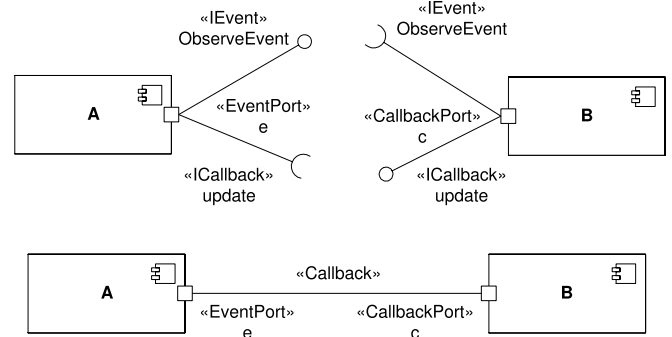 «IEvent»
ObserveEvent
«IEvent»
ObserveEvent
A
«EventPort»
e
«CallbackPort»
c
B
«ICallback»
update
«ICallback»
update
A
«Callback»
B
«EventPort»
e
«CallbackPort»
c